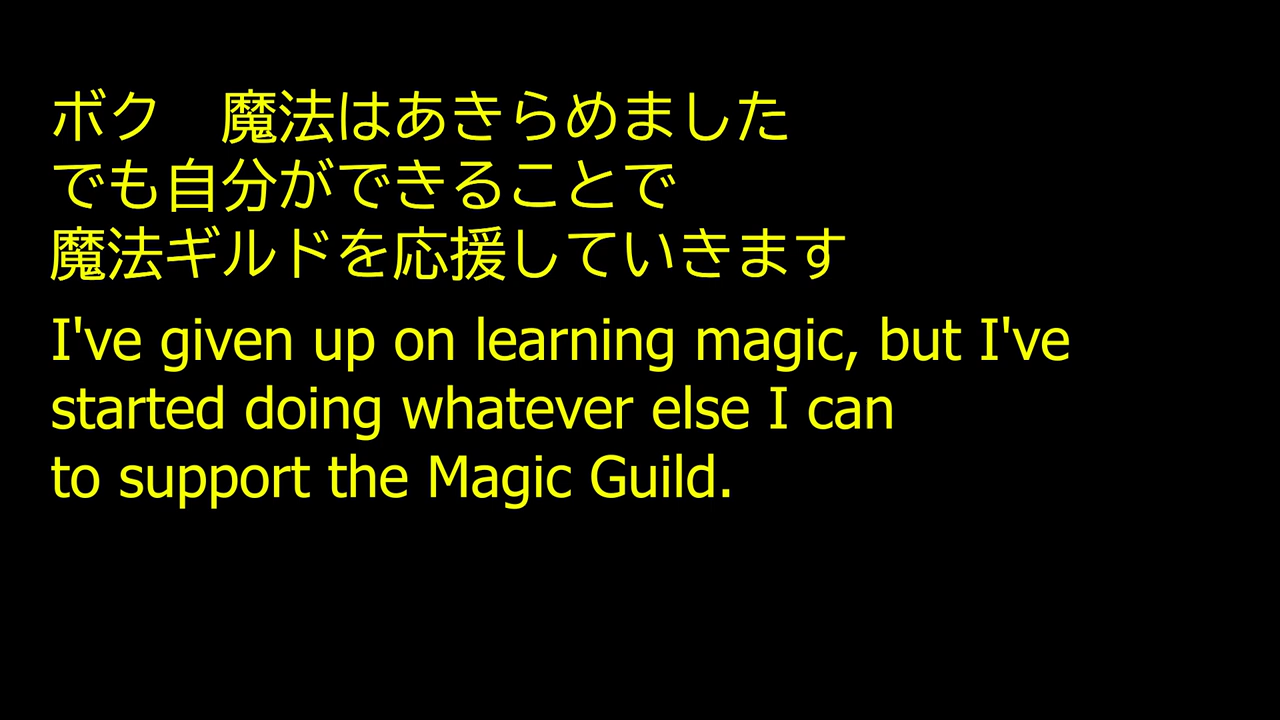 ボク　魔法はあきらめました
でも自分ができることで
魔法ギルドを応援していきます
I've given up on learning magic, but I've
started doing whatever else I can
to support the Magic Guild.